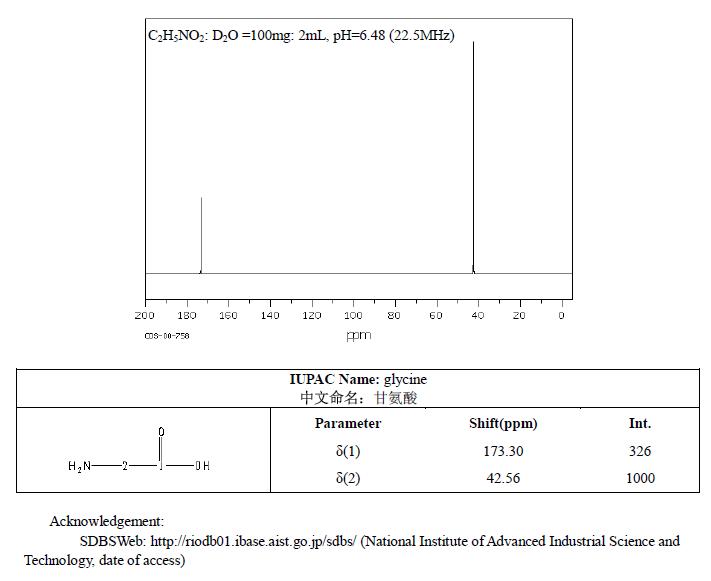 C₂H₅NO₂: D₂O =100mg: 2mL, pH=6.48 (22.5MHz)
200 180 160 140 120 100 80 60 40 20 0
CDS-00-758
ppm
IUPAC Name: glycine
中文命名：甘氨酸
Parameter Shift(ppm) Int.
O
H₂N 2 1 OH
δ(1) 173.30 326
δ(2) 42.56 1000
Acknowledgement:
SDBSWeb: http://riodb01.ibase.aist.go.jp/sdbs/ (National Institute of Advanced Industrial Science and
Technology, date of access)